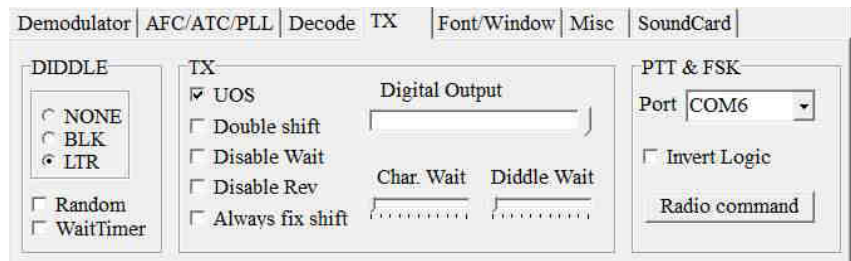 Demodulator AFC/ATC/PLL Decode TX Font/Window Misc SoundCard
DIDDLE
NONE
BLK
LTR
Random
WaitTimer
TX
UOS
Double shift
Disable Wait
Disable Rev
Always fix shift
Digital Output
Char. Wait Diddle Wait
PTT & FSK
Port COM6
Invert Logic
Radio command